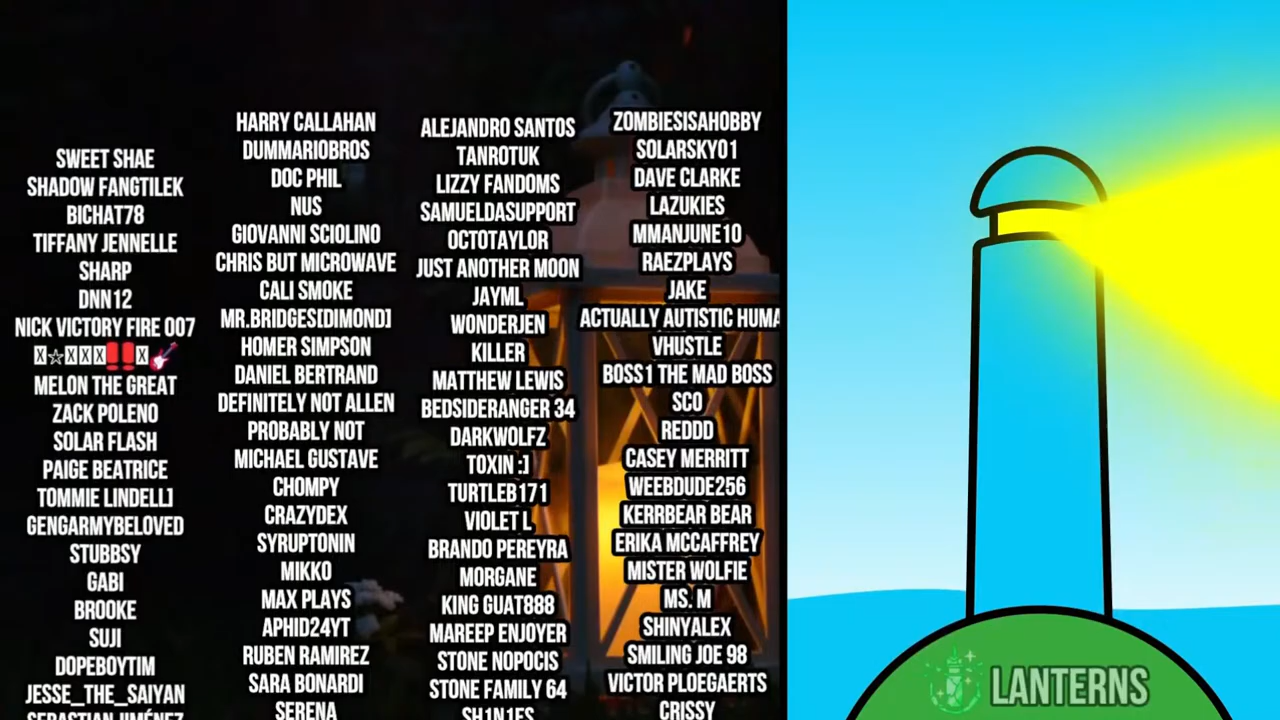 SWEET SHAE
SHADOW FANGTILEK
BICHAT78
TIFFANY JENNELLE
SHARP
DNN12
NICK VICTORY FIRE 007
X☆XXX‼️X🎸
MELON THE GREAT
ZACK POLENO
SOLAR FLASH
PAIGE BEATRICE
TOMMIE LINDELL]
GENGARMYBELOVED
STUBBSY
GABI
BROOKE
SUJI
DOPEBOYTIM
JESSE_THE_SAIYAN
SEBASTIAN JIMÉNEZ
HARRY CALLAHAN
DUMMARIOBROS
DOC PHIL
NUS
GIOVANNI SCIOLINO
CHRIS BUT MICROWAVE
CALI SMOKE
MR.BRIDGES[DIMOND]
HOMER SIMPSON
DANIEL BERTRAND
DEFINITELY NOT ALLEN
PROBABLY NOT
MICHAEL GUSTAVE
CHOMPY
CRAZYDEX
SYRUPTONIN
MIKKO
MAX PLAYS
APHID24YT
RUBEN RAMIREZ
SARA BONARDI
SERENA
ALEJANDRO SANTOS
TANROTUK
LIZZY FANDOMS
SAMUELDASUPPORT
OCTOTAYLOR
JUST ANOTHER MOON
JAYML
WONDERJEN
KILLER
MATTHEW LEWIS
BEDSIDERANGER 34
DARKWOLFZ
TOXIN :]
TURTLEB171
VIOLET L
BRANDO PEREYRA
MORGANE
KING GUAT888
MAREEP ENJOYER
STONE NOPOCIS
STONE FAMILY 64
SH1N1ES
ZOMBIESISAHOBBY
SOLARSKY01
DAVE CLARKE
LAZUKIES
MMANJUNE10
RAEZPLAYS
JAKE
ACTUALLY AUTISTIC HUMA
VHUSTLE
BOSS1 THE MAD BOSS
SCO
REDDD
CASEY MERRITT
WEEBDUDE256
KERRBEAR BEAR
ERIKA MCCAFFREY
MISTER WOLFIE
MS. M
SHINYALEX
SMILING JOE 98
VICTOR PLOEGAERTS
CRISSY
LANTERNS